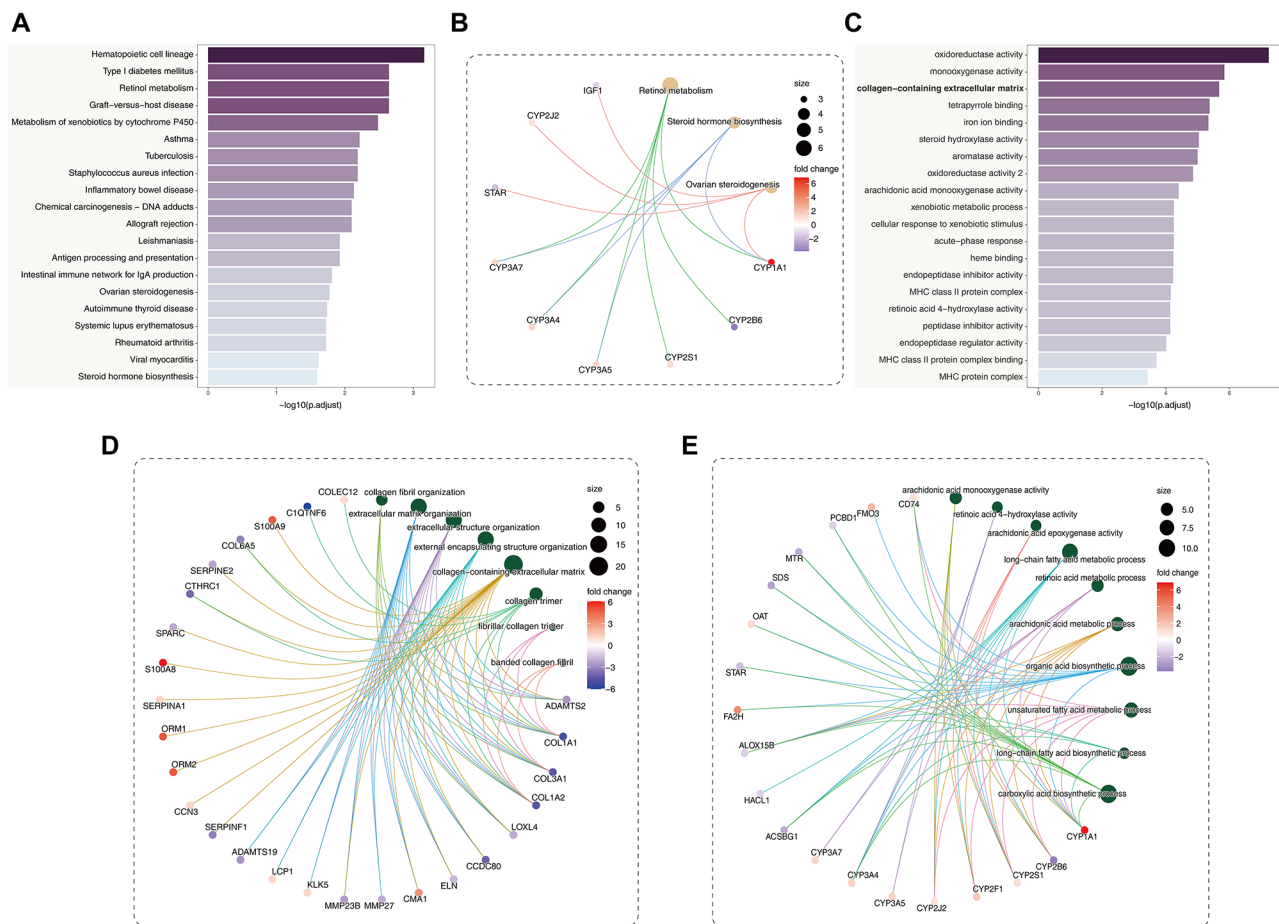 A
Hematopoietic cell lineage
Type I diabetes mellitus
Retinol metabolism
Graft−versus−host disease
Metabolism of xenobiotics by cytochrome P450
Asthma
Tuberculosis
Staphylococcus aureus infection
Inflammatory bowel disease
Chemical carcinogenesis − DNA adducts
Allograft rejection
Leishmaniasis
Antigen processing and presentation
Intestinal immune network for IgA production
Ovarian steroidogenesis
Autoimmune thyroid disease
Systemic lupus erythematosus
Rheumatoid arthritis
Viral myocarditis
Steroid hormone biosynthesis
0 1 2 3
−log10(p.adjust)
B
IGF1
Retinol metabolism
CYP2J2
Steroid hormone biosynthesis
STAR
Ovarian steroidogenesis
CYP3A7
CYP1A1
CYP3A4
CYP2B6
CYP3A5
CYP2S1
size
3
4
5
6
fold change
6
4
2
0
−2
C
oxidoreductase activity
monooxygenase activity
collagen−containing extracellular matrix
tetrapyrrole binding
iron ion binding
steroid hydroxylase activity
aromatase activity
oxidoreductase activity 2
arachidonic acid monooxygenase activity
xenobiotic metabolic process
cellular response to xenobiotic stimulus
acute−phase response
heme binding
endopeptidase inhibitor activity
MHC class II protein complex
retinoic acid 4−hydroxylase activity
peptidase inhibitor activity
endopeptidase regulator activity
MHC class II protein complex binding
MHC protein complex
0 2 4 6
−log10(p.adjust)
D
COLEC12
collagen fibril organization
C1QTNF6
extracellular matrix organization
S100A9
extracellular structure organization
COL6A5
external encapsulating structure organization
SERPINE2
collagen−containing extracellular matrix
CTHRC1
collagen trimer
SPARC
fibrillar collagen trimer
S100A8
banded collagen fibril
SERPINA1
ADAMTS2
ORM1
COL1A1
ORM2
COL3A1
CCN3
COL1A2
SERPINF1
LOXL4
ADAMTS19
CCDC80
LCP1
ELN
KLK5
CMA1
MMP23B
MMP27
size
5
10
15
20
fold change
6
3
0
−3
−6
E
CD74
arachidonic acid monooxygenase activity
FMO3
retinoic acid 4−hydroxylase activity
PCBD1
arachidonic acid epoxygenase activity
MTR
long−chain fatty acid metabolic process
SDS
retinoic acid metabolic process
OAT
arachidonic acid metabolic process
STAR
organic acid biosynthetic process
FA2H
unsaturated fatty acid metabolic process
ALOX15B
long−chain fatty acid biosynthetic process
HACL1
carboxylic acid biosynthetic process
ACSBG1
CYP1A1
CYP3A7
CYP2B6
CYP3A4
CYP2S1
CYP3A5
CYP2F1
CYP2J2
size
5.0
7.5
10.0
fold change
6
4
2
0
−2